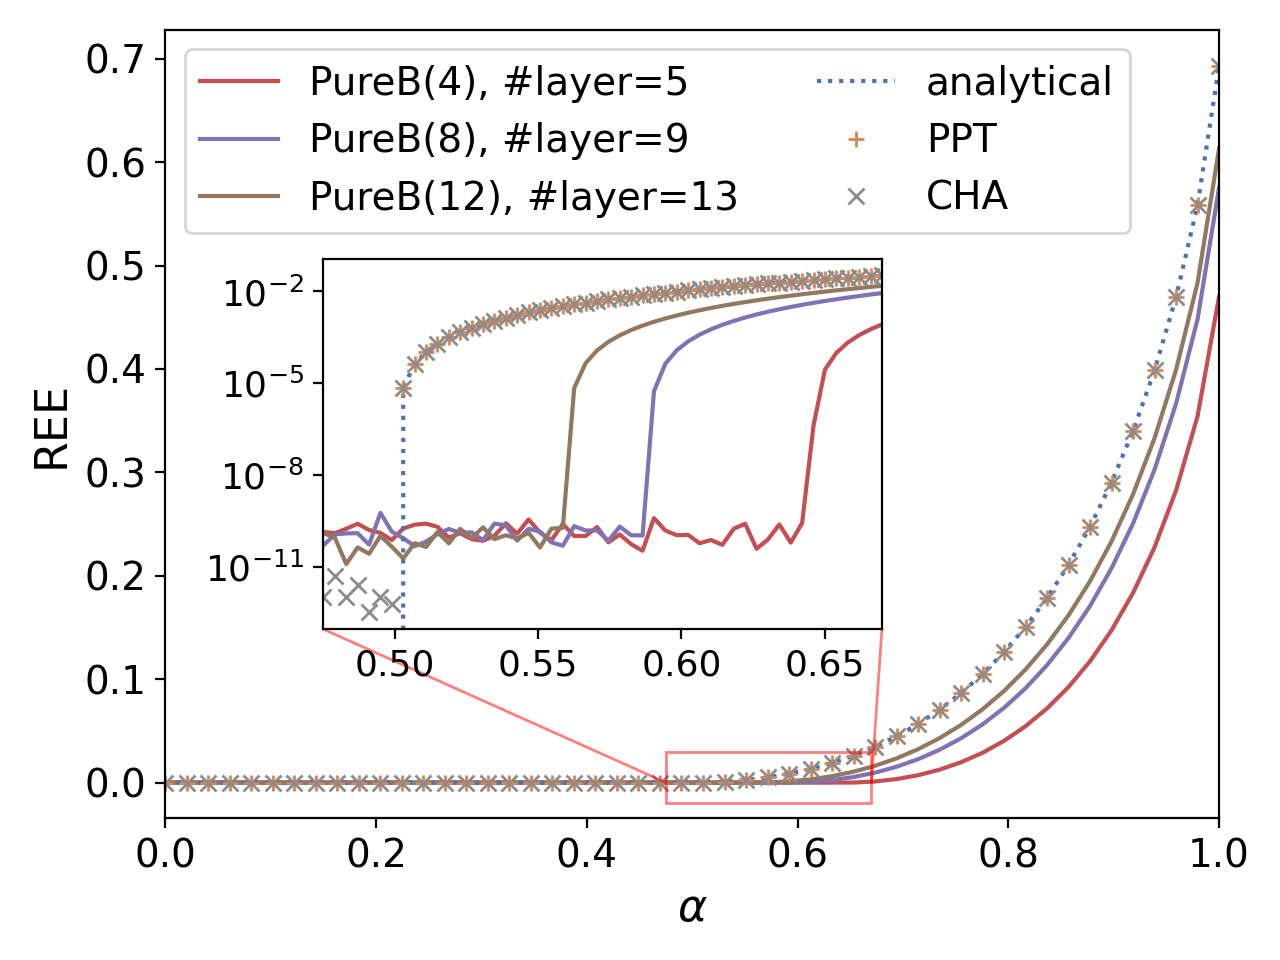 PureB(4), #layer=5
PureB(8), #layer=9
PureB(12), #layer=13
analytical
PPT
CHA
REE
0.7
0.6
0.5
0.4
0.3
0.2
0.1
0.0
10⁻²
10⁻⁵
10⁻⁸
10⁻¹¹
0.50 0.55 0.60 0.65
0.0 0.2 0.4 0.6 0.8 1.0
α